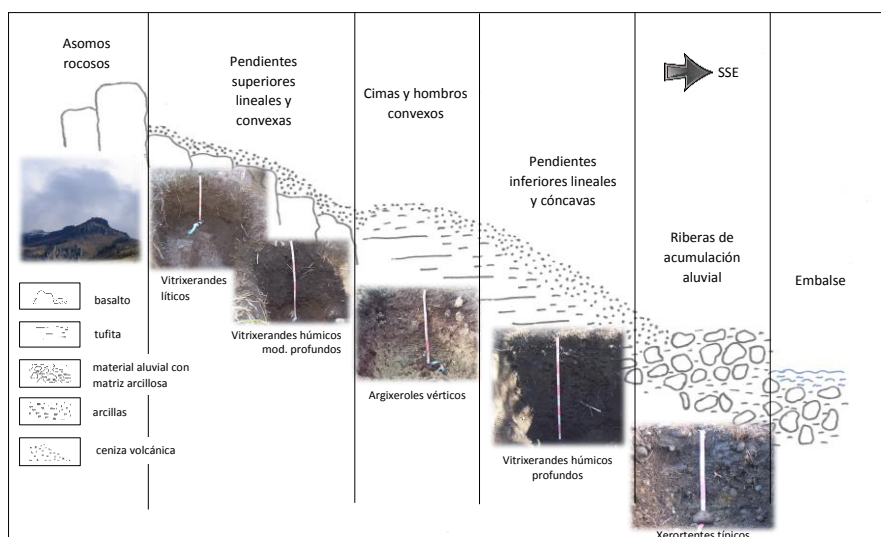 Asomos
rocosos
Pendientes
superiores
lineales y
convexas
Cimas y hombros
convexos
SSE
Pendientes
inferiores lineales
y cóncavas
Riberas de
acumulación
aluvial
Embalse
Vitrixerandes
líticos
Vitrixerandes húmicos
mod. profundos
Argixeroles vérticos
Vitrixerandes húmicos
profundos
Xerortentes típicos
basalto
tufita
material aluvial con
matriz arcillosa
arcillas
ceniza volcánica